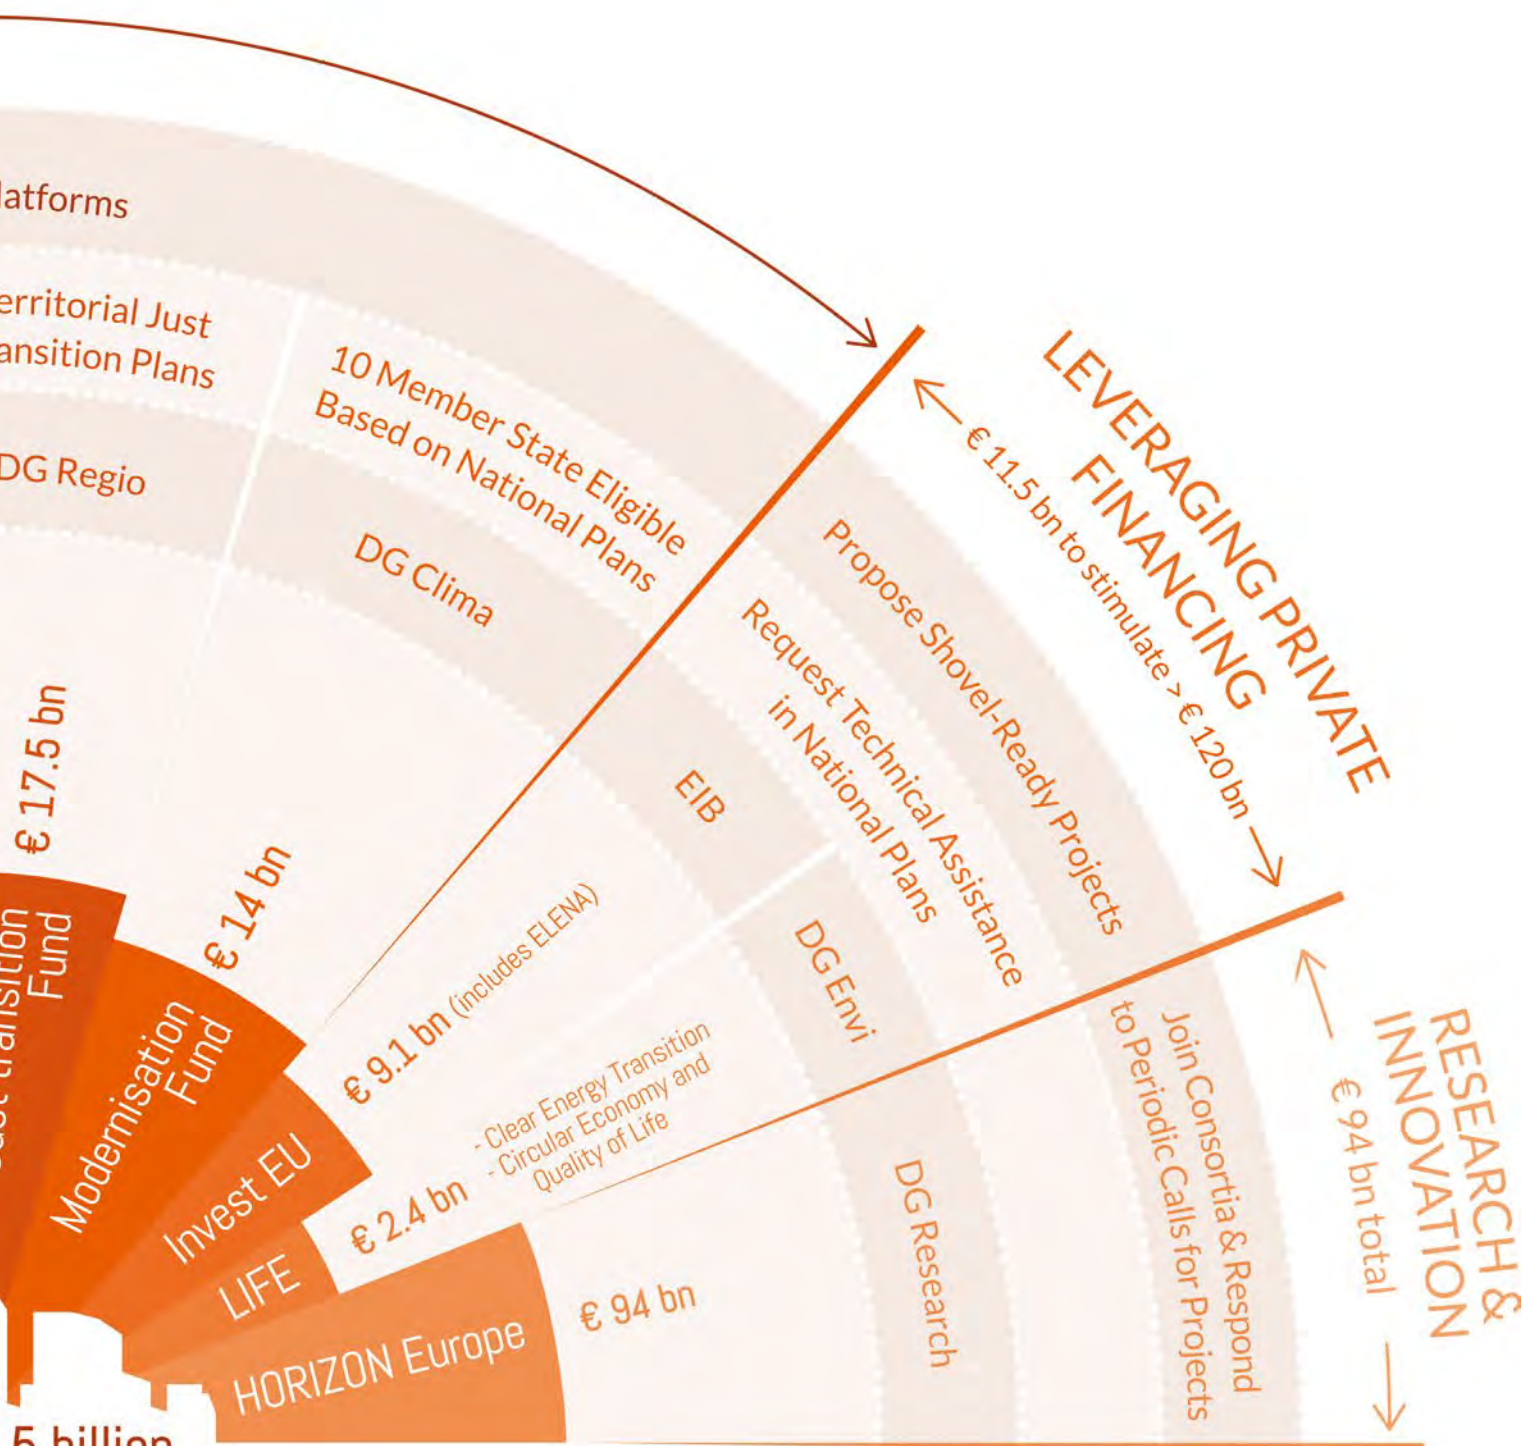 latforms
erritorial Just
ansition Plans
DG Regio
€ 17.5 bn
Fund
10 Member State Eligible
Based on National Plans
DG Clima
€ 14 bn
Modernisation
Fund
LEVERAGING PRIVATE
FINANCING
€ 11.5 bn to stimulate > € 120 bn
Propose Shovel-Ready Projects
Request Technical Assistance
in National Plans
EIB
€ 9.1 bn (includes ELENA)
Invest EU
DG Envi
- Clear Energy Transition
- Circular Economy and
Quality of Life
€ 2.4 bn
LIFE
RESEARCH &
INNOVATION
€ 94 bn total
Join Consortia & Respond
to Periodic Calls for Projects
DG Research
€ 94 bn
HORIZON Europe
5 billion